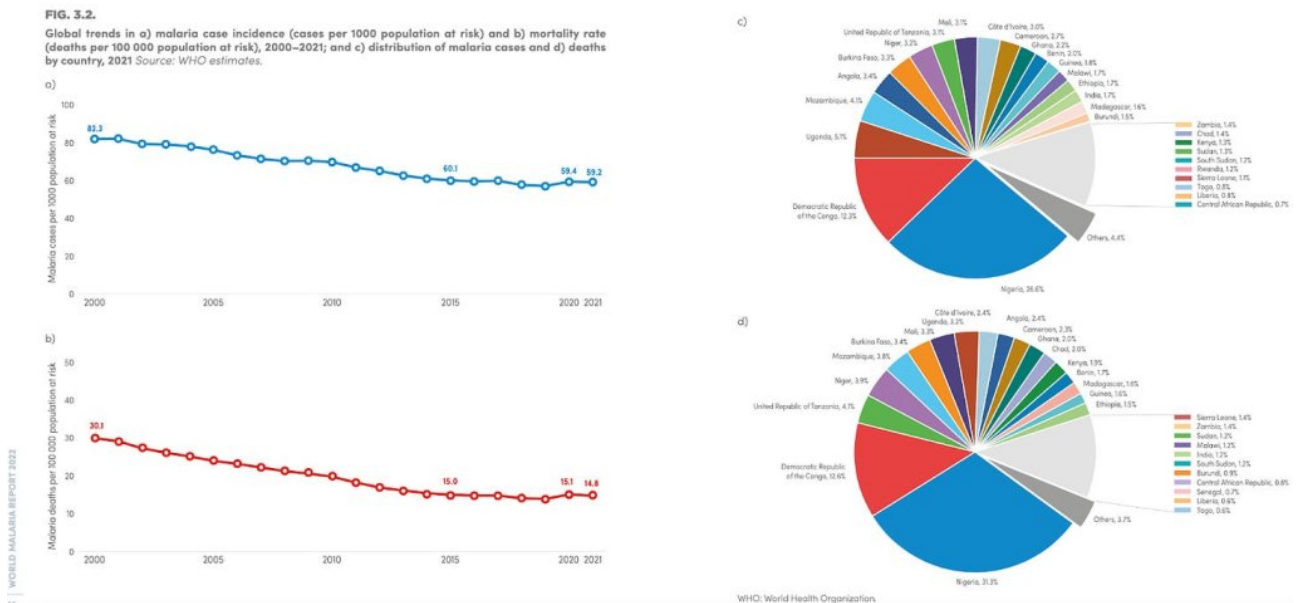 FIG. 3.2.
Global trends in a) malaria case incidence (cases per 1000 population at risk) and b) mortality rate
(deaths per 100 000 population at risk), 2000–2021; and c) distribution of malaria cases and d) deaths
by country, 2021 Source: WHO estimates.
a)
Malaria cases per 1000 population at risk
100
80
60
40
20
0
82.3
60.1
59.4
59.2
2000
2005
2010
2015
2020 2021
b)
Malaria deaths per 100 000 population at risk
50
40
30
20
10
0
30.1
15.0
15.1
14.8
2000
2005
2010
2015
2020 2021
WORLD MALARIA REPORT 2022
c)
Mali, 3.1%
Côte d'Ivoire, 3.0%
United Republic of Tanzania, 3.1%
Cameroon, 2.7%
Niger, 3.2%
Ghana, 2.2%
Burkina Faso, 3.3%
Benin, 2.0%
Guinea, 1.8%
Angola, 3.4%
Malawi, 1.7%
Ethiopia, 1.7%
Mozambique, 4.1%
India, 1.7%
Madagascar, 1.6%
Burundi, 1.5%
Uganda, 5.1%
Zambia, 1.4%
Chad, 1.4%
Kenya, 1.3%
Sudan, 1.3%
South Sudan, 1.2%
Rwanda, 1.2%
Sierra Leone, 1.1%
Togo, 0.8%
Liberia, 0.8%
Central African Republic, 0.7%
Democratic Republic
of the Congo, 12.3%
Others, 4.4%
Nigeria, 26.6%
d)
Côte d'Ivoire, 2.4%
Uganda, 3.2%
Angola, 2.4%
Mali, 3.3%
Cameroon, 2.3%
Burkina Faso, 3.4%
Ghana, 2.0%
Chad, 2.0%
Mozambique, 3.8%
Kenya, 1.9%
Benin, 1.7%
Niger, 3.9%
Madagascar, 1.6%
Guinea, 1.6%
United Republic of Tanzania, 4.1%
Ethiopia, 1.5%
Sierra Leone, 1.4%
Zambia, 1.4%
Sudan, 1.2%
Malawi, 1.2%
India, 1.2%
South Sudan, 1.2%
Burundi, 0.9%
Central African Republic, 0.8%
Senegal, 0.7%
Liberia, 0.6%
Togo, 0.6%
Democratic Republic
of the Congo, 12.6%
Others, 3.7%
Nigeria, 31.3%
WHO: World Health Organization.